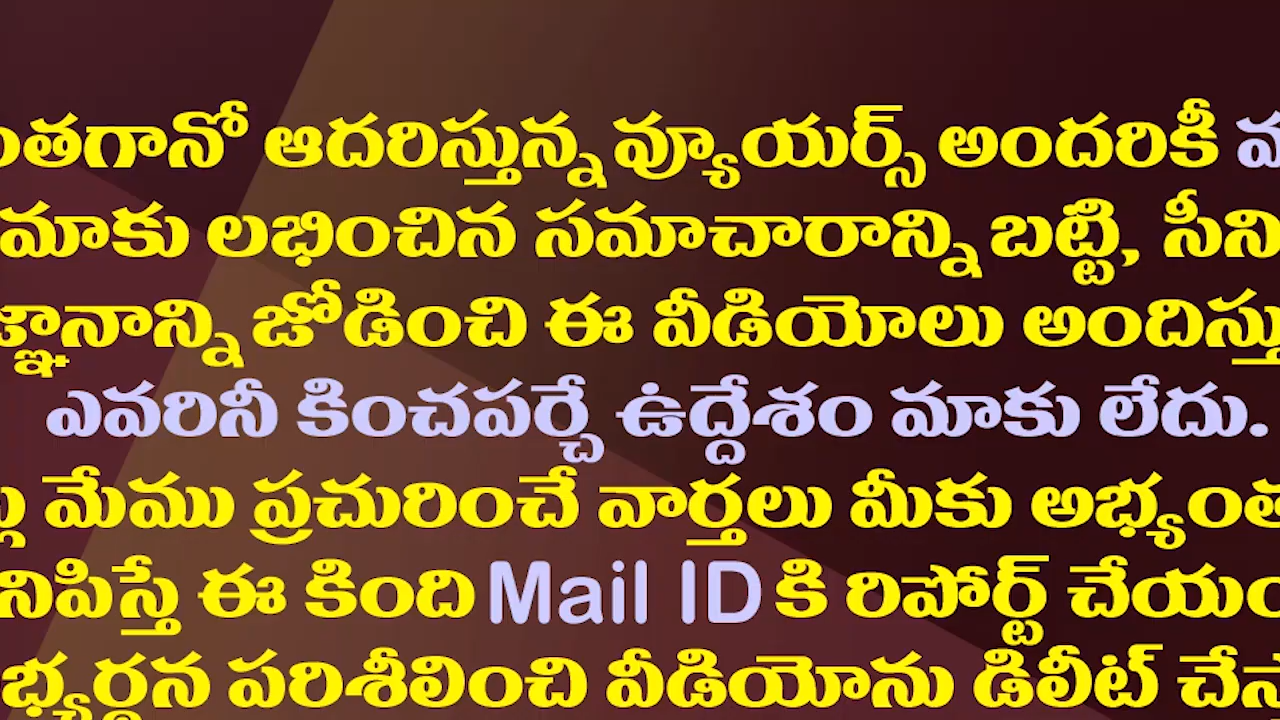 ంతగానో ఆదరిస్తున్న వ్యూయర్స్ అందరికీ
మాకు లభించిన సమాచారాన్ని బట్టి, సీని
జ్ఞానాన్ని జోడించి ఈ వీడియోలు అందిస్తు
ఎవరినీ కించపర్చే ఉద్దేశం మాకు లేదు.
మేము ప్రచురించే వార్తలు మీకు అభ్యంత
నిపిస్తే ఈ కింది Mail ID కి రిపోర్ట్ చేయం
భ్యర్థన పరిశీలించి వీడియోను డిలీట్ చేస